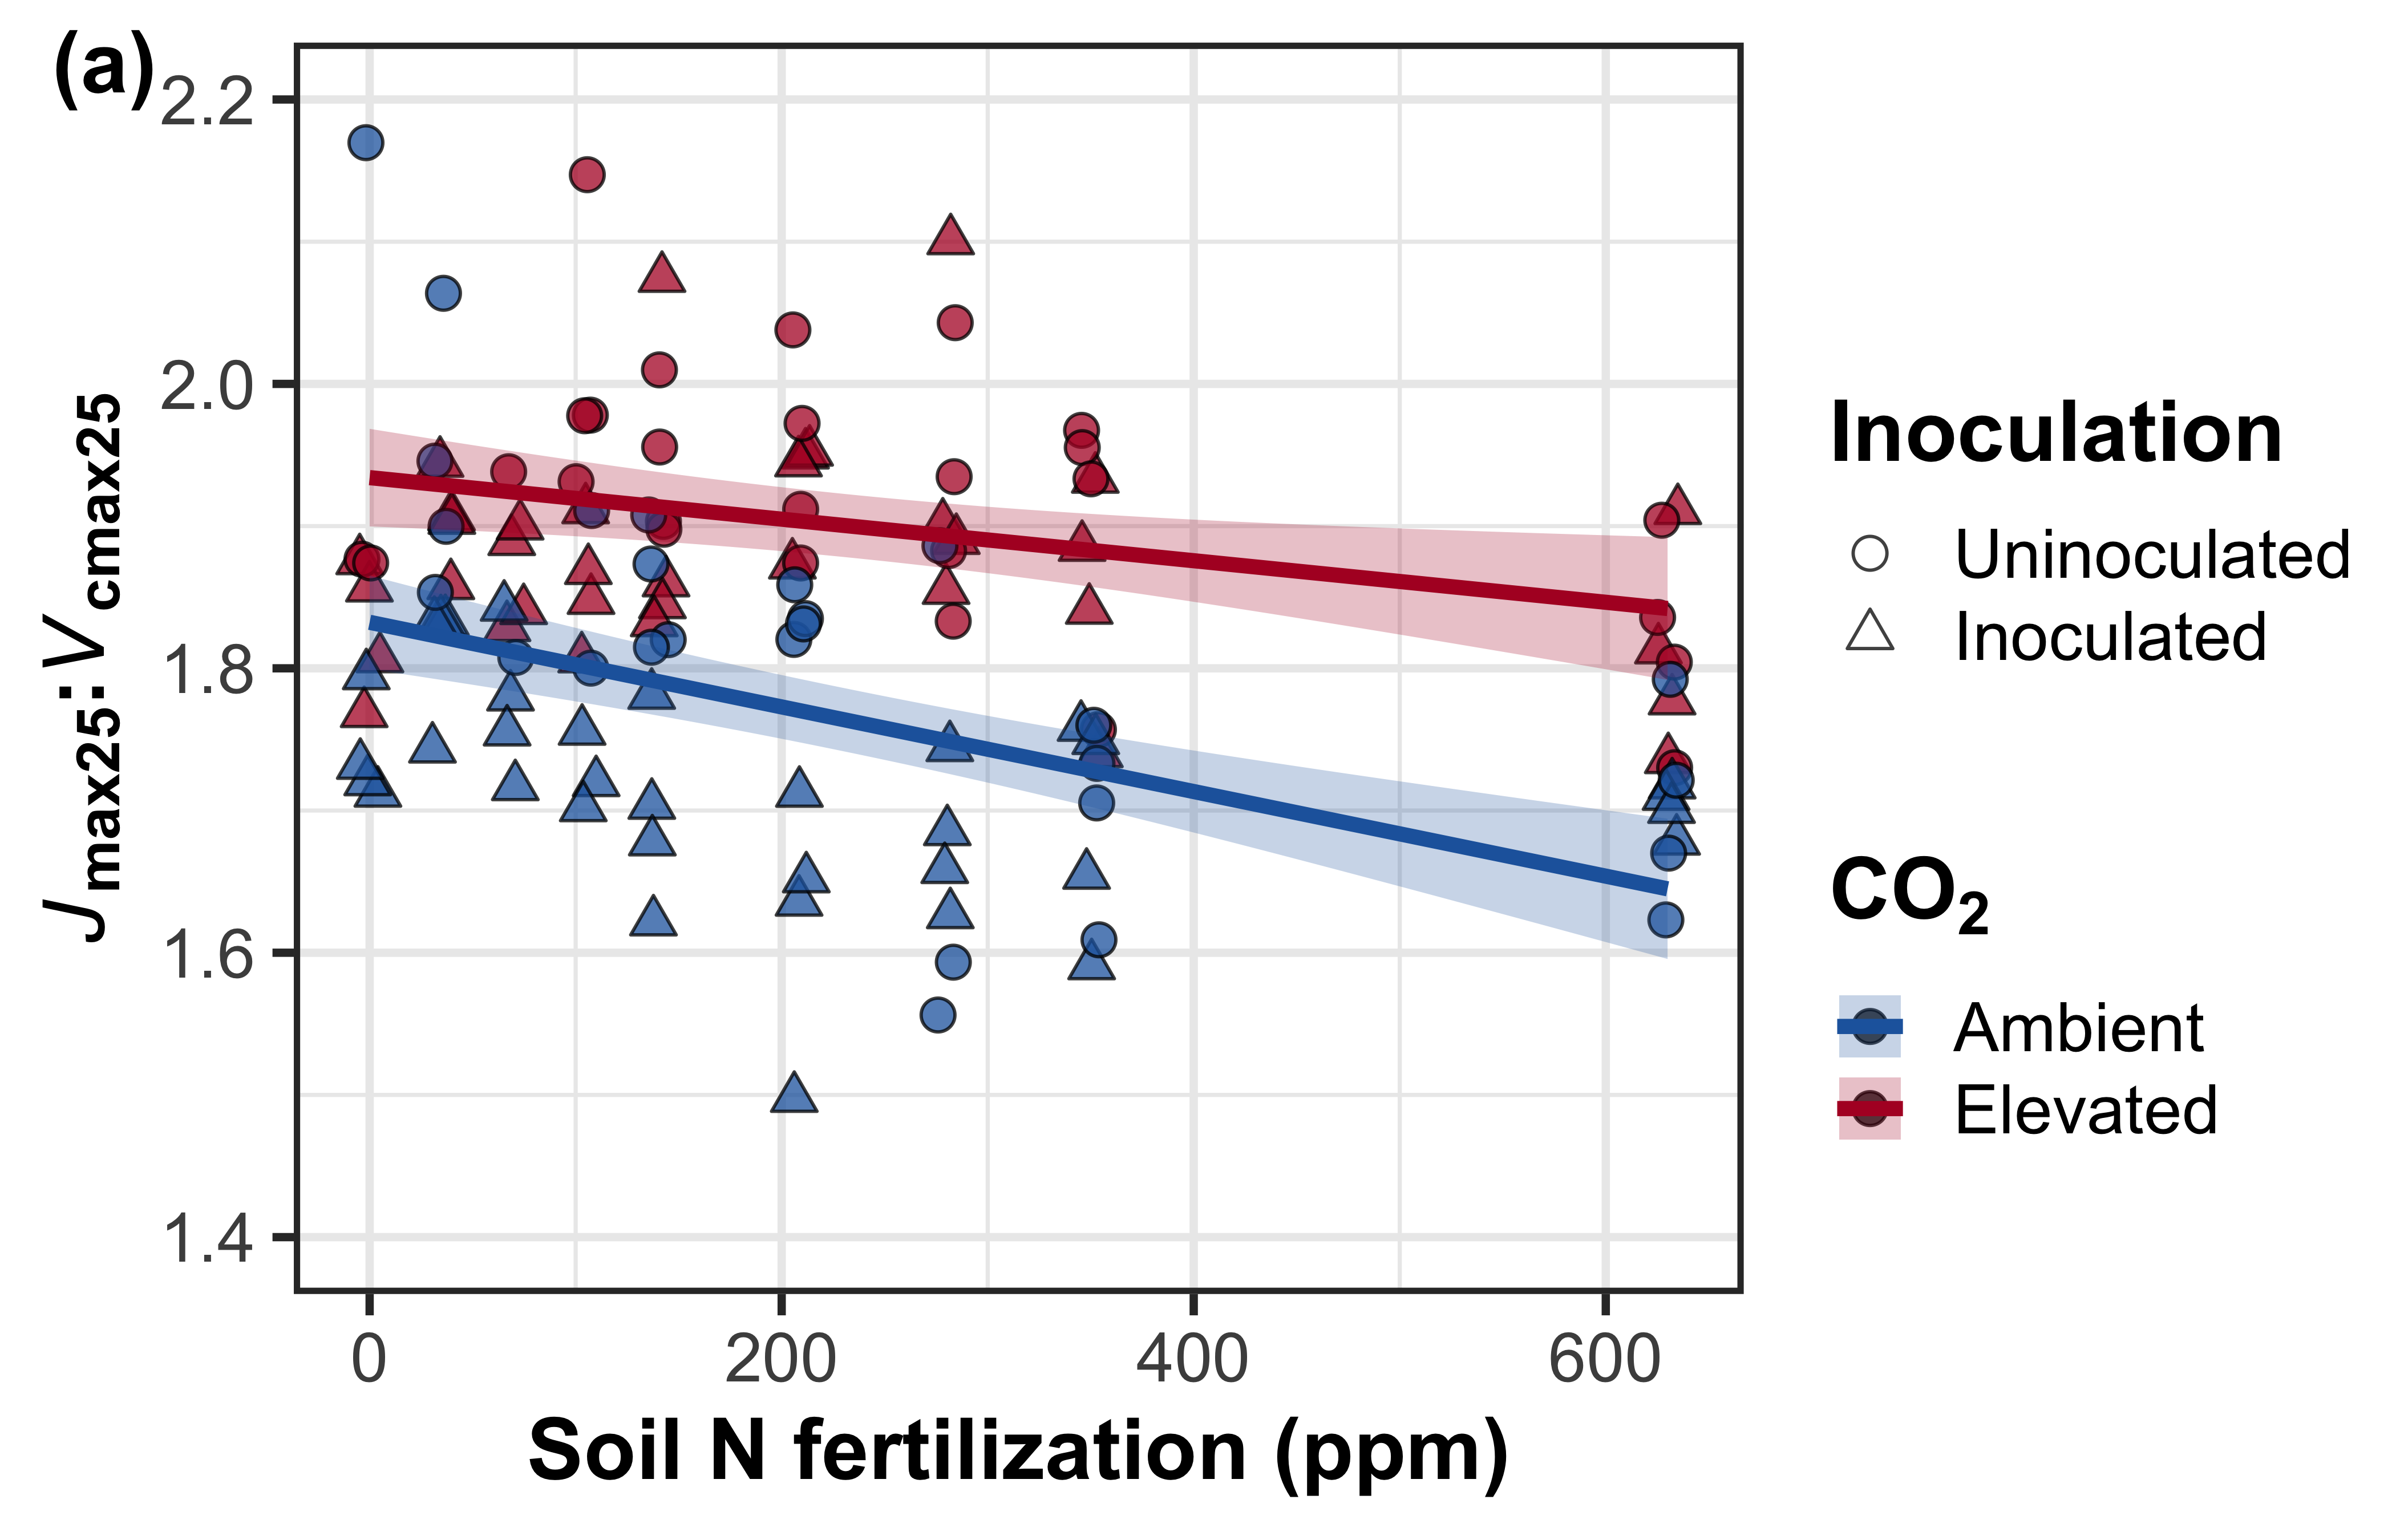 (a)
2.2
2.0
1.8
1.6
1.4
Jmax25:Vcmax25
0 200 400 600
Soil N fertilization (ppm)
Inoculation
Uninoculated
Inoculated
CO₂
Ambient
Elevated